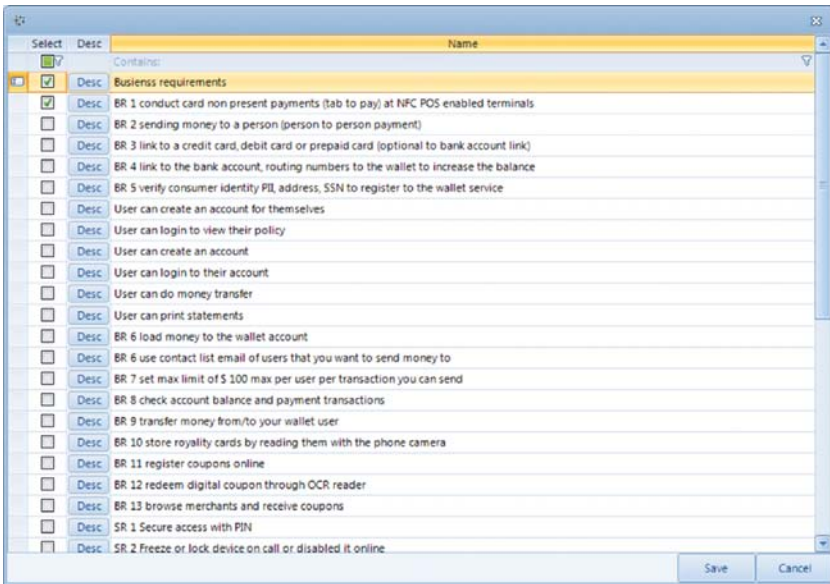 Select Desc Name
Contains:
Desc Busienss requirements
Desc BR 1 conduct card non present payments (tab to pay) at NFC POS enabled terminals
Desc BR 2 sending money to a person (person to person payment)
Desc BR 3 link to a credit card, debit card or prepaid card (optional to bank account link)
Desc BR 4 link to the bank account, routing numbers to the wallet to increase the balance
Desc BR 5 verify consumer identity PII, address, SSN to register to the wallet service
Desc User can create an account for themselves
Desc User can login to view their policy
Desc User can create an account
Desc User can login to their account
Desc User can do money transfer
Desc User can print statements
Desc BR 6 load money to the wallet account
Desc BR 6 use contact list email of users that you want to send money to
Desc BR 7 set max limit of $ 100 max per user per transaction you can send
Desc BR 8 check account balance and payment transactions
Desc BR 9 transfer money from/to your wallet user
Desc BR 10 store royality cards by reading them with the phone camera
Desc BR 11 register coupons online
Desc BR 12 redeem digital coupon through OCR reader
Desc BR 13 browse merchants and receive coupons
Desc SR 1 Secure access with PIN
Desc SR 2 Freeze or lock device on call or disabled it online
Save Cancel